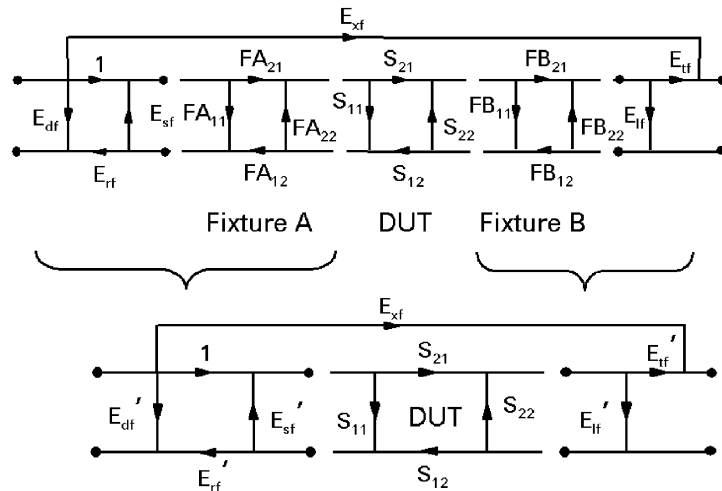 E_xf
1 FA_21 S_21 FB_21 E_tf
E_df E_sf FA_11 FA_22 S_11 S_22 FB_11 FB_22 E_lf
E_rf FA_12 S_12 FB_12
Fixture A DUT Fixture B
E_xf
1 S_21 E_tf'
E_df' E_sf' S_11 DUT S_22 E_lf'
E_rf' S_12